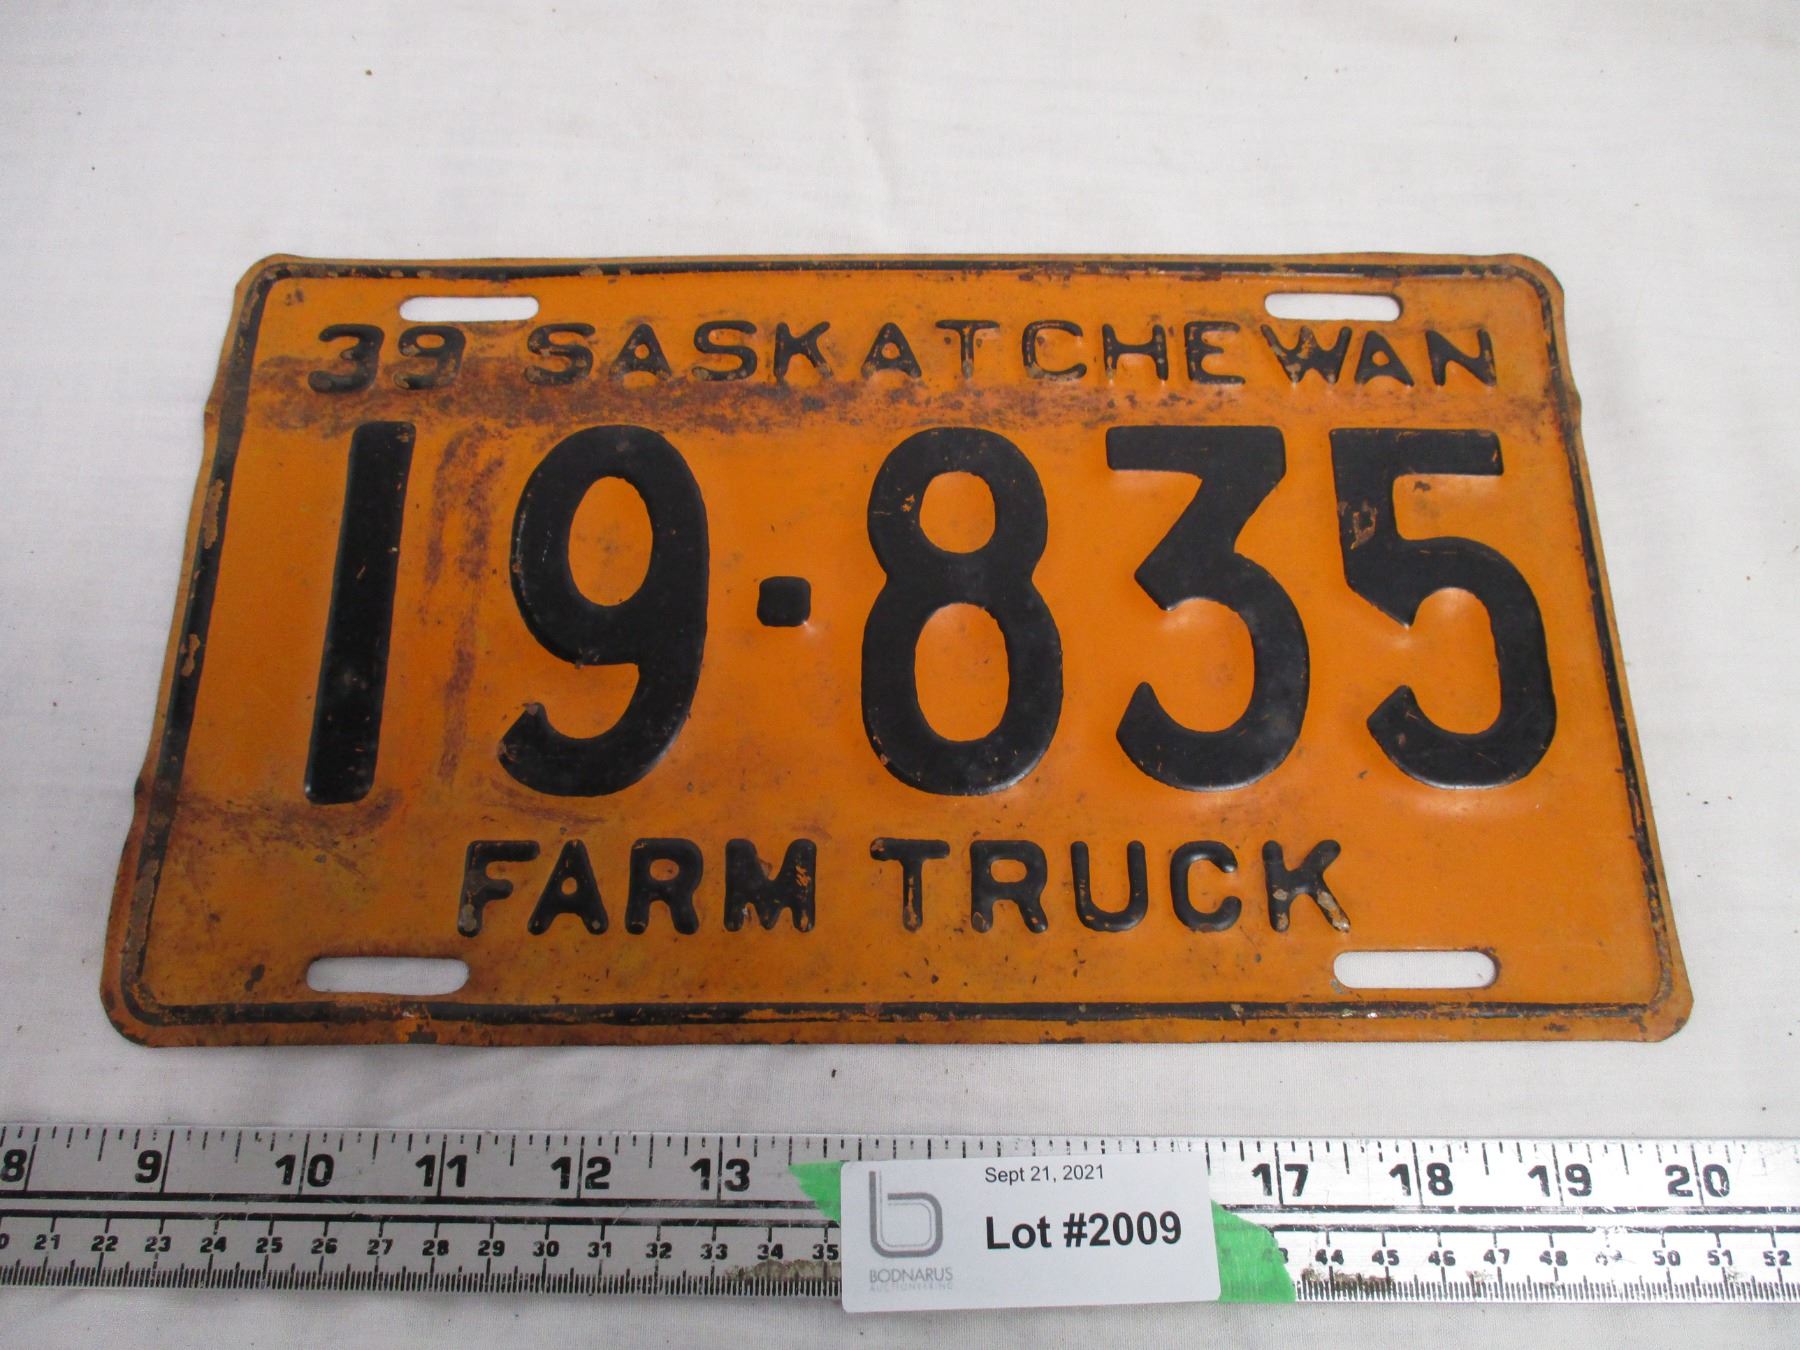 39 SASKATCHEWAN
19-835
FARM TRUCK
8 9 10 11 12 13 17 18 19 20
Sept 21, 2021
Lot #2009
BODNARUS
AUCTIONEERING
21 22 23 24 25 26 27 28 29 30 31 32 33 34 35 43 44 45 46 47 48 49 50 51 52